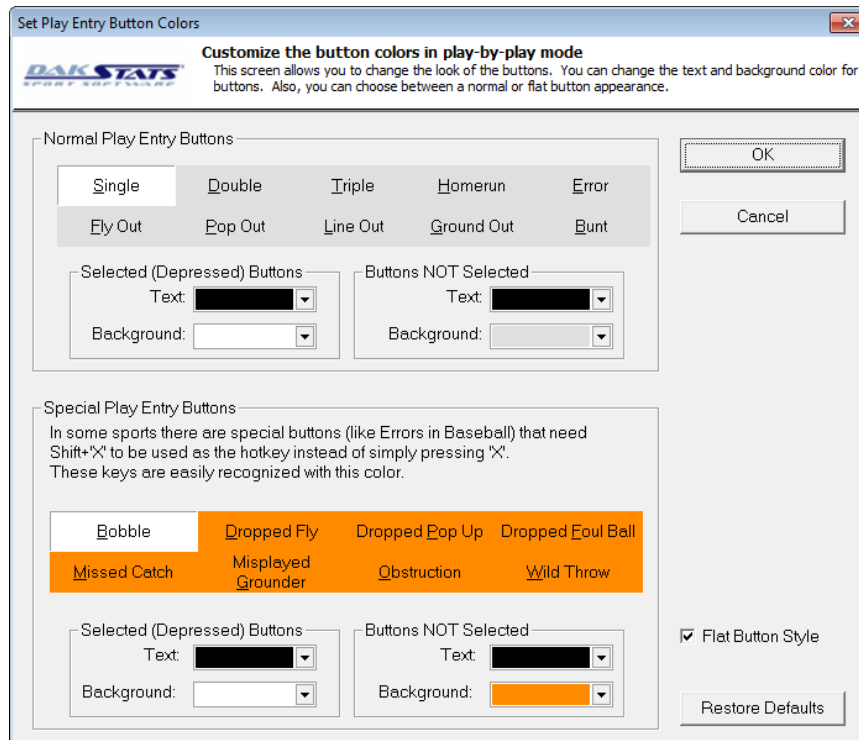 Set Play Entry Button Colors
Customize the button colors in play-by-play mode
This screen allows you to change the look of the buttons. You can change the text and background color for
buttons. Also, you can choose between a normal or flat button appearance.
DAKSTATS
SPORT SOFTWARE
Normal Play Entry Buttons
Single Double Triple Homerun Error
Fly Out Pop Out Line Out Ground Out Bunt
Selected (Depressed) Buttons
Text:
Background:
Buttons NOT Selected
Text:
Background:
OK
Cancel
Special Play Entry Buttons
In some sports there are special buttons (like Errors in Baseball) that need
Shift+'X' to be used as the hotkey instead of simply pressing 'X'.
These keys are easily recognized with this color.
Bobble Dropped Fly Dropped Pop Up Dropped Foul Ball
Missed Catch Misplayed Grounder Obstruction Wild Throw
Selected (Depressed) Buttons
Text:
Background:
Buttons NOT Selected
Text:
Background:
Flat Button Style
Restore Defaults